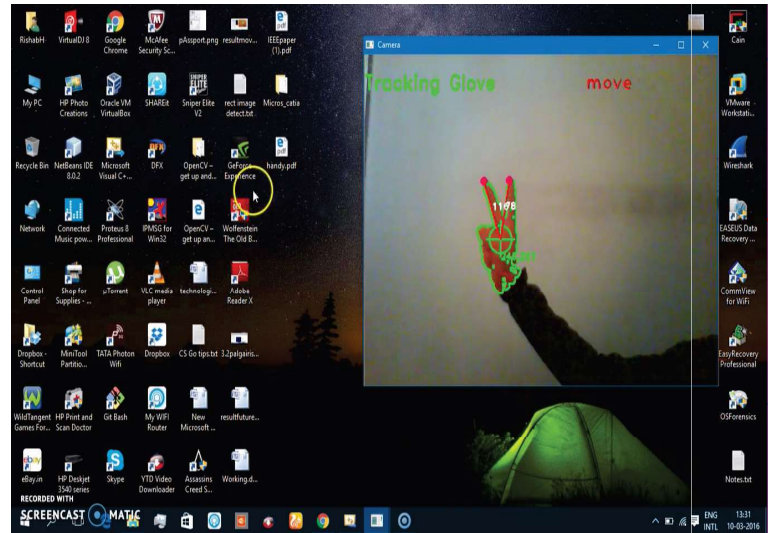 RishabH VirtualDJ 8 Google Chrome McAfee Security Sc... pAssport.png resultmov... IEEEpaper (1).pdf
Camera
Cain
Tracking Glove move
My PC HP Photo Creations Oracle VM VirtualBox SHAREit Sniper Elite V2 rect image detect.txt Micros_catia
VMware Workstati...
Recycle Bin NetBeans IDE 8.0.2 Microsoft Visual C+... DFX OpenCV – get up and... GeForce Experience handy.pdf
Wireshark
Network Connected Music pow... Proteus 8 Professional IPMSG for Win32 OpenCV – get up an... Wolfenstein The Old B...
EASEUS Data Recovery ...
Control Panel Shop for Supplies - ... µTorrent VLC media player technologi... Adobe Reader X
CommView for WiFi
Dropbox - Shortcut MiniTool Partitio... TATA Photon Wifi Dropbox CS Go tips.txt 3.2palgairis...
EasyRecovery Professional
WildTangent Games For... HP Print and Scan Doctor Git Bash My WIFI Router New Microsoft ... resultfuture...
OSForensics
eBay.in HP Deskjet 3540 series Skype YTD Video Downloader Assassins Creed S... Working.d...
Notes.txt
RECORDED WITH
SCREENCAST MATIC
ENG 13:31
INTL 10-03-2016